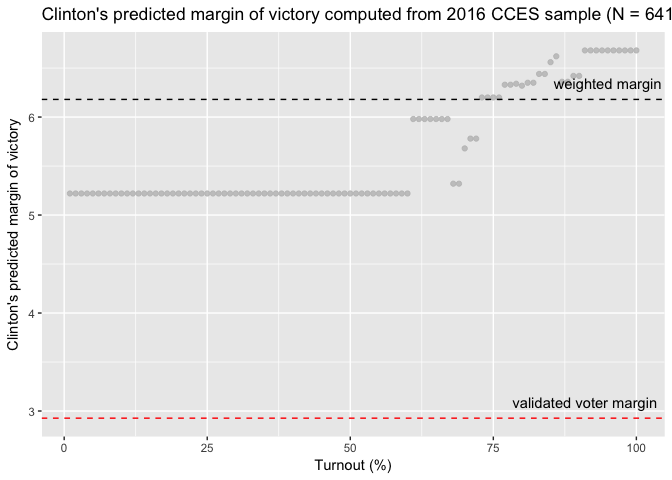 Clinton's predicted margin of victory computed from 2016 CCES sample (N = 641
weighted margin
validated voter margin
Clinton's predicted margin of victory
6
5
4
3
0
25
50
75
100
Turnout (%)